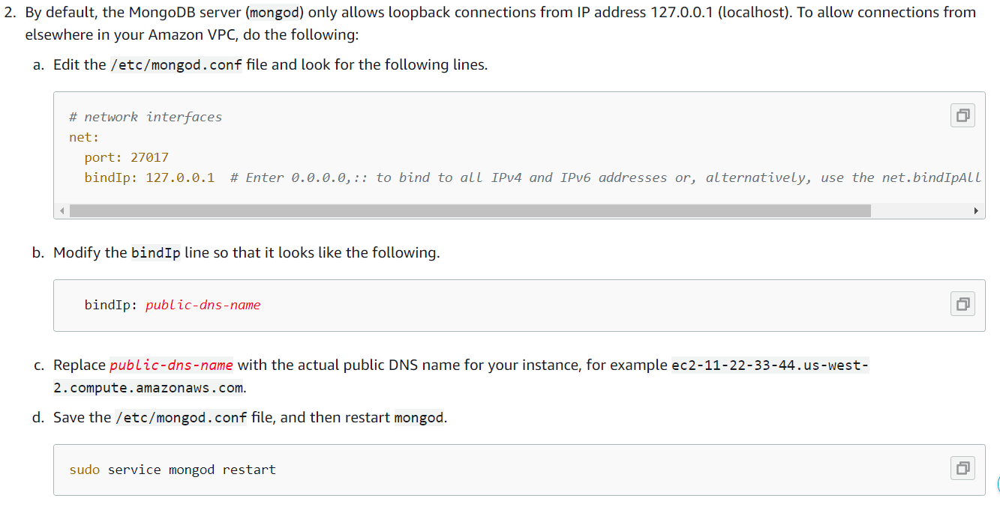 2. By default, the MongoDB server (mongod) only allows loopback connections from IP address 127.0.0.1 (localhost). To allow connections from
elsewhere in your Amazon VPC, do the following:
a. Edit the /etc/mongod.conf file and look for the following lines.
# network interfaces
net:
  port: 27017
  bindIp: 127.0.0.1  # Enter 0.0.0.0,:: to bind to all IPv4 and IPv6 addresses or, alternatively, use the net.bindIpAll
b. Modify the bindIp line so that it looks like the following.
  bindIp: public-dns-name
c. Replace public-dns-name with the actual public DNS name for your instance, for example ec2-11-22-33-44.us-west-
2.compute.amazonaws.com.
d. Save the /etc/mongod.conf file, and then restart mongod.
sudo service mongod restart